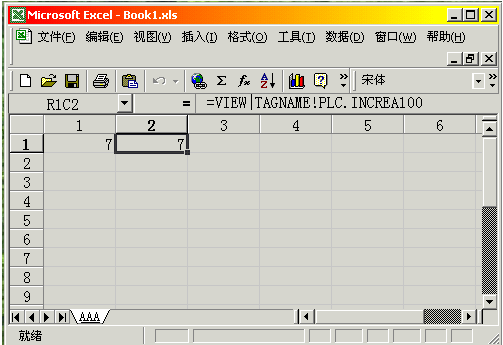 Microsoft Excel - Book1.xls
文件(F) 编辑(E) 视图(V) 插入(I) 格式(O) 工具(T) 数据(D) 窗口(W) 帮助(H)
宋体
R1C2 = =VIEW|TAGNAME!PLC.INCREA100
1 2 3 4 5 6
1 7 7
2
3
4
5
6
7
8
9
AAA
就绪